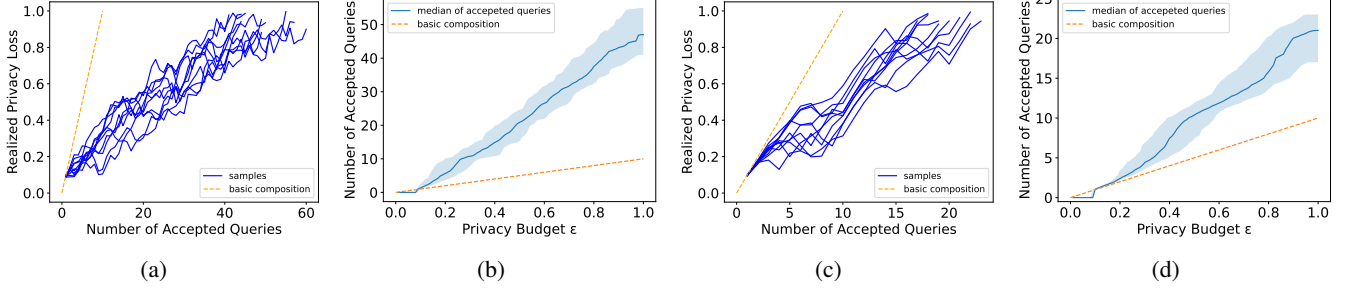 Realized Privacy Loss
1.0
0.8
0.6
0.4
0.2
0.0
samples
basic composition
0
20
40
60
Number of Accepted Queries
(a)
Number of Accepted Queries
50
40
30
20
10
0
median of accepeted queries
basic composition
0.0
0.2
0.4
0.6
0.8
1.0
Privacy Budget ε
(b)
Realized Privacy Loss
1.0
0.8
0.6
0.4
0.2
0.0
samples
basic composition
0
5
10
15
20
Number of Accepted Queries
(c)
Number of Accepted Queries
25
20
15
10
5
0
median of accepeted queries
basic composition
0.0
0.2
0.4
0.6
0.8
1.0
Privacy Budget ε
(d)